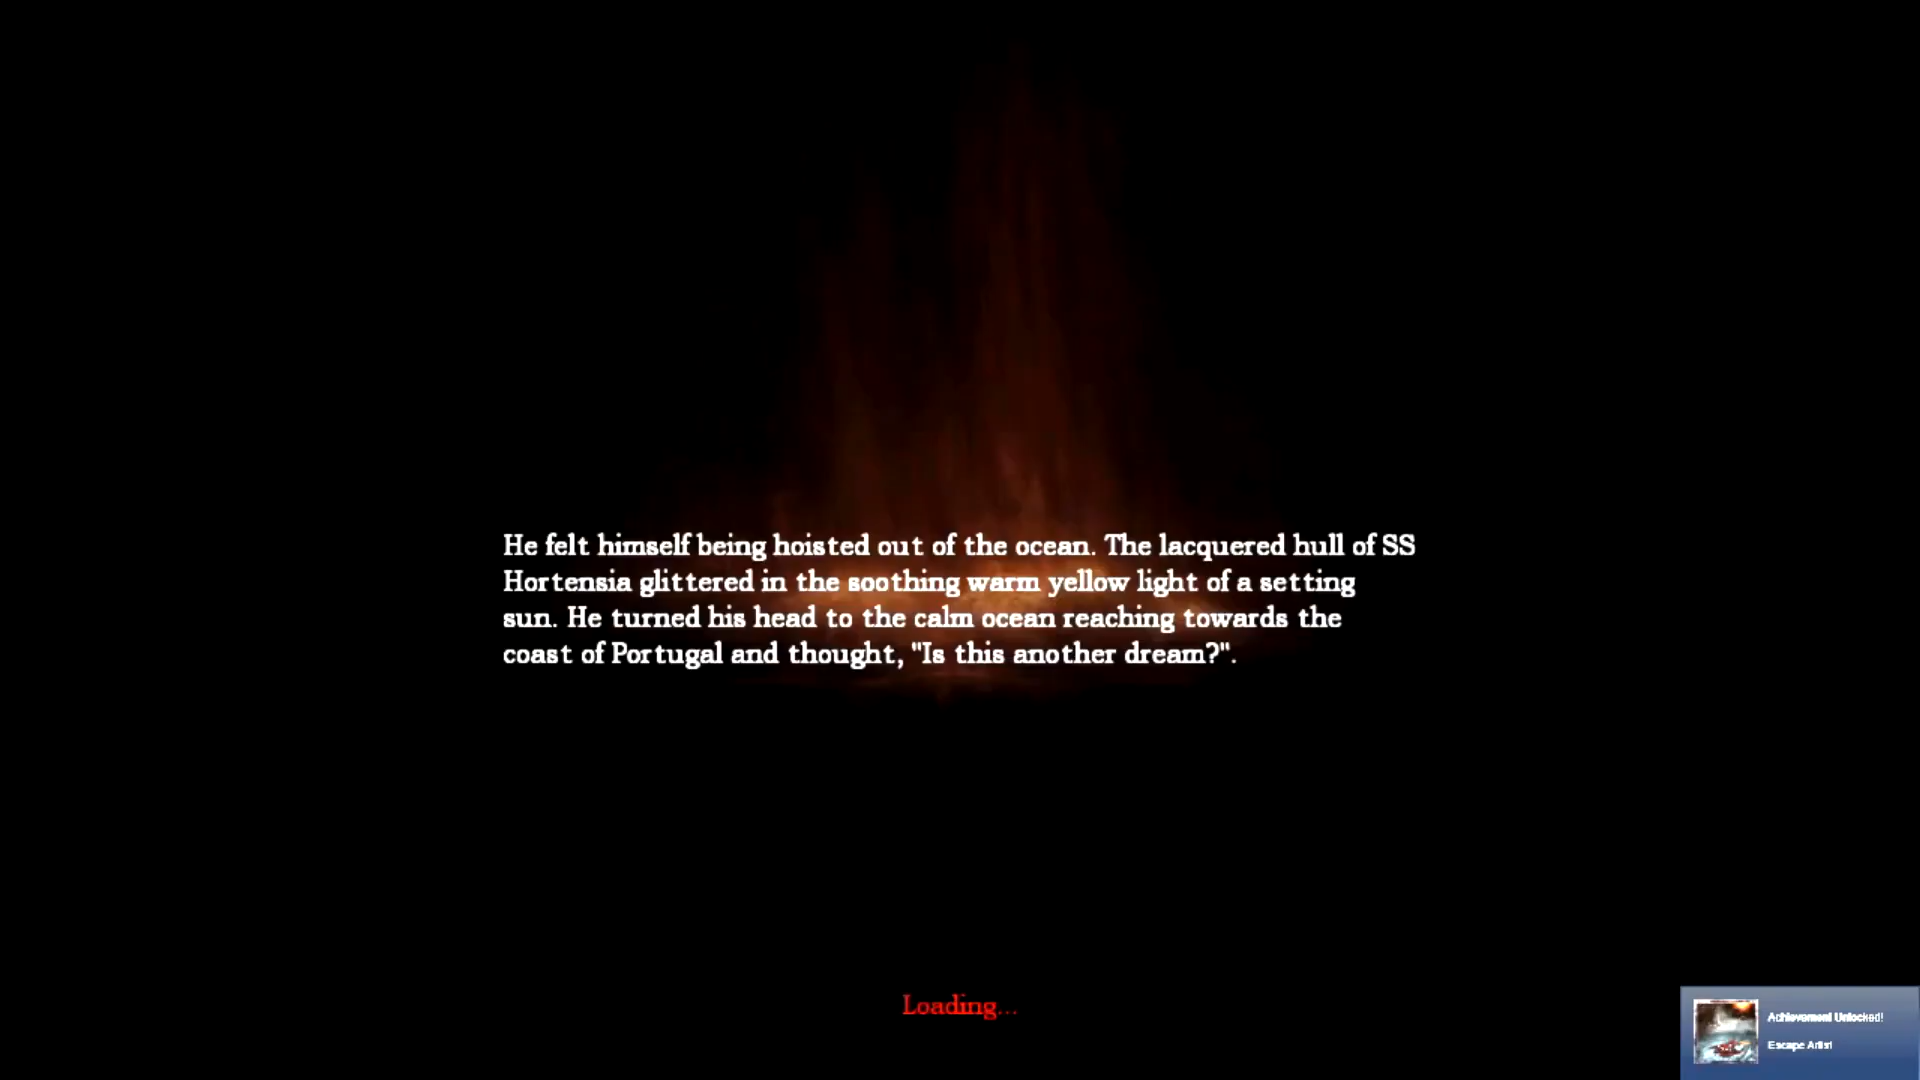 He felt himself being hoisted out of the ocean. The lacquered hull of SS
Hortensia glittered in the soothing warm yellow light of a setting
sun. He turned his head to the calm ocean reaching towards the
coast of Portugal and thought, "Is this another dream?".
Loading...
Achievement Unlocked!
Escape Artist